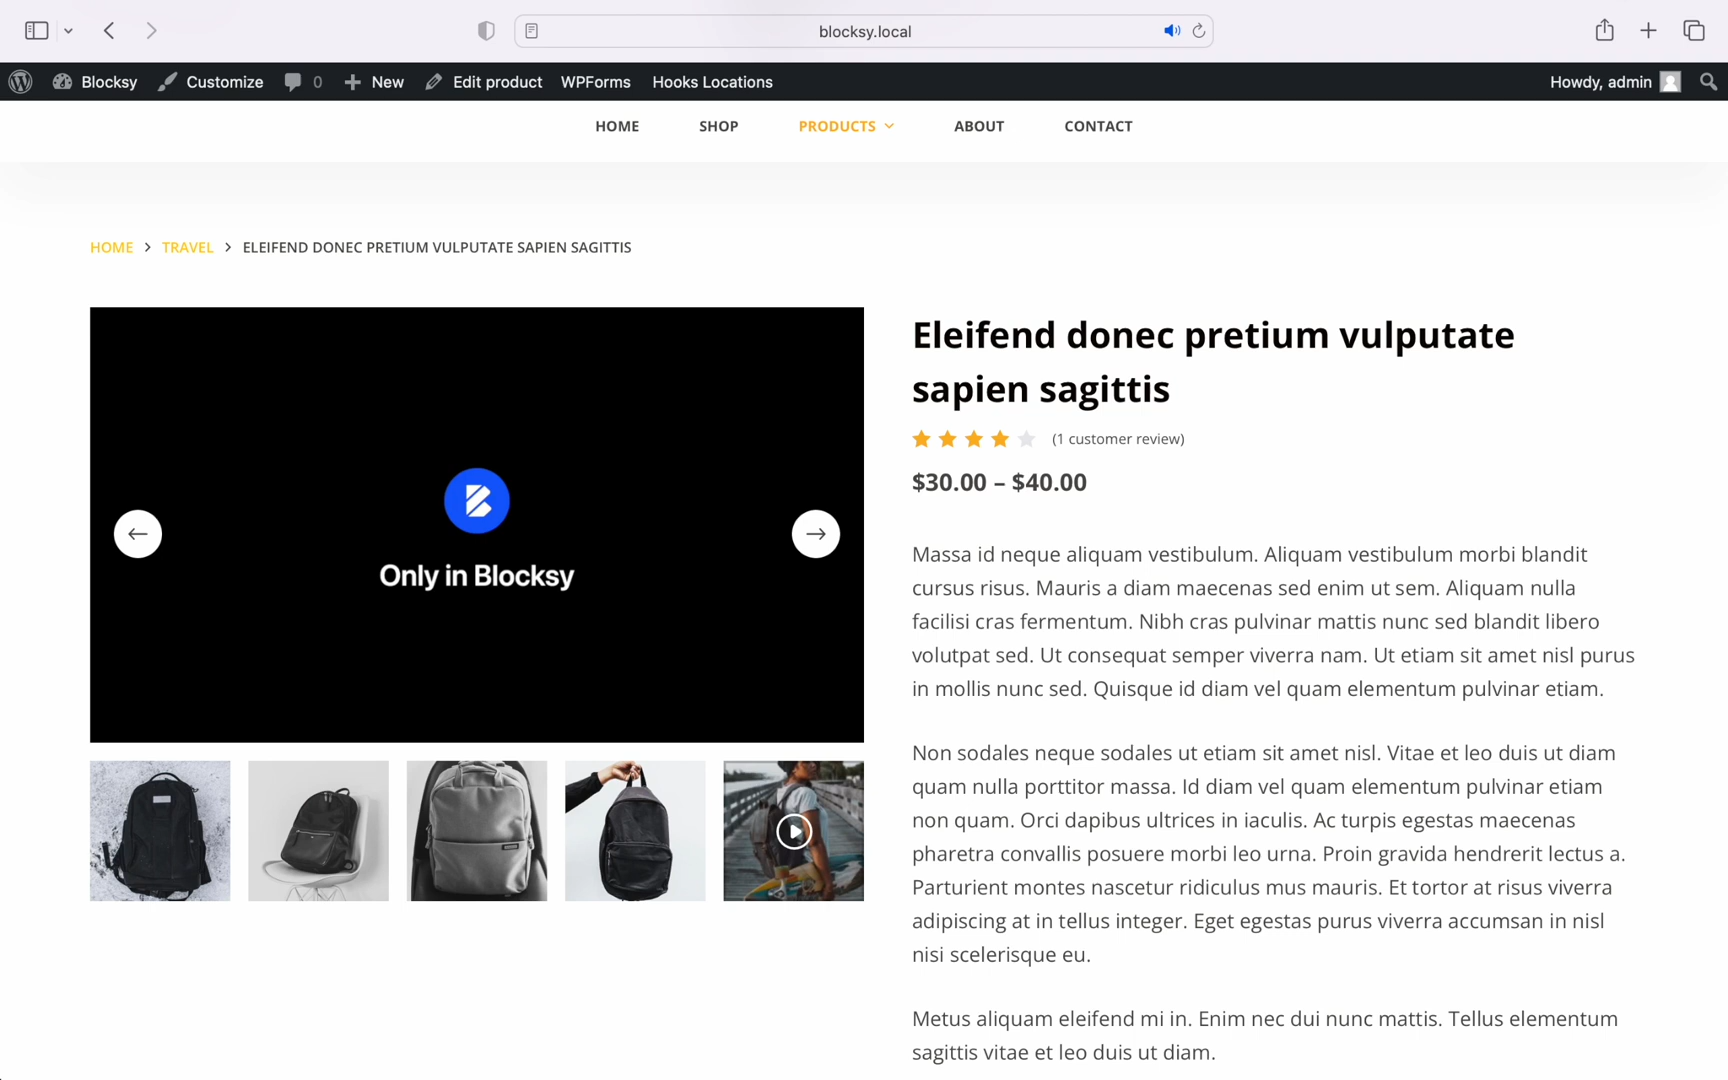 blocksy.local
Blocksy Customize 0 New Edit product WPForms Hooks Locations Howdy, admin
HOME SHOP PRODUCTS ABOUT CONTACT
HOME > TRAVEL > ELEIFEND DONEC PRETIUM VULPUTATE SAPIEN SAGITTIS
Only in Blocksy
Eleifend donec pretium vulputate
sapien sagittis
(1 customer review)
$30.00 – $40.00
Massa id neque aliquam vestibulum. Aliquam vestibulum morbi blandit
cursus risus. Mauris a diam maecenas sed enim ut sem. Aliquam nulla
facilisi cras fermentum. Nibh cras pulvinar mattis nunc sed blandit libero
volutpat sed. Ut consequat semper viverra nam. Ut etiam sit amet nisl purus
in mollis nunc sed. Quisque id diam vel quam elementum pulvinar etiam.
Non sodales neque sodales ut etiam sit amet nisl. Vitae et leo duis ut diam
quam nulla porttitor massa. Id diam vel quam elementum pulvinar etiam
non quam. Orci dapibus ultrices in iaculis. Ac turpis egestas maecenas
pharetra convallis posuere morbi leo urna. Proin gravida hendrerit lectus a.
Parturient montes nascetur ridiculus mus mauris. Et tortor at risus viverra
adipiscing at in tellus integer. Eget egestas purus viverra accumsan in nisl
nisi scelerisque eu.
Metus aliquam eleifend mi in. Enim nec dui nunc mattis. Tellus elementum
sagittis vitae et leo duis ut diam.